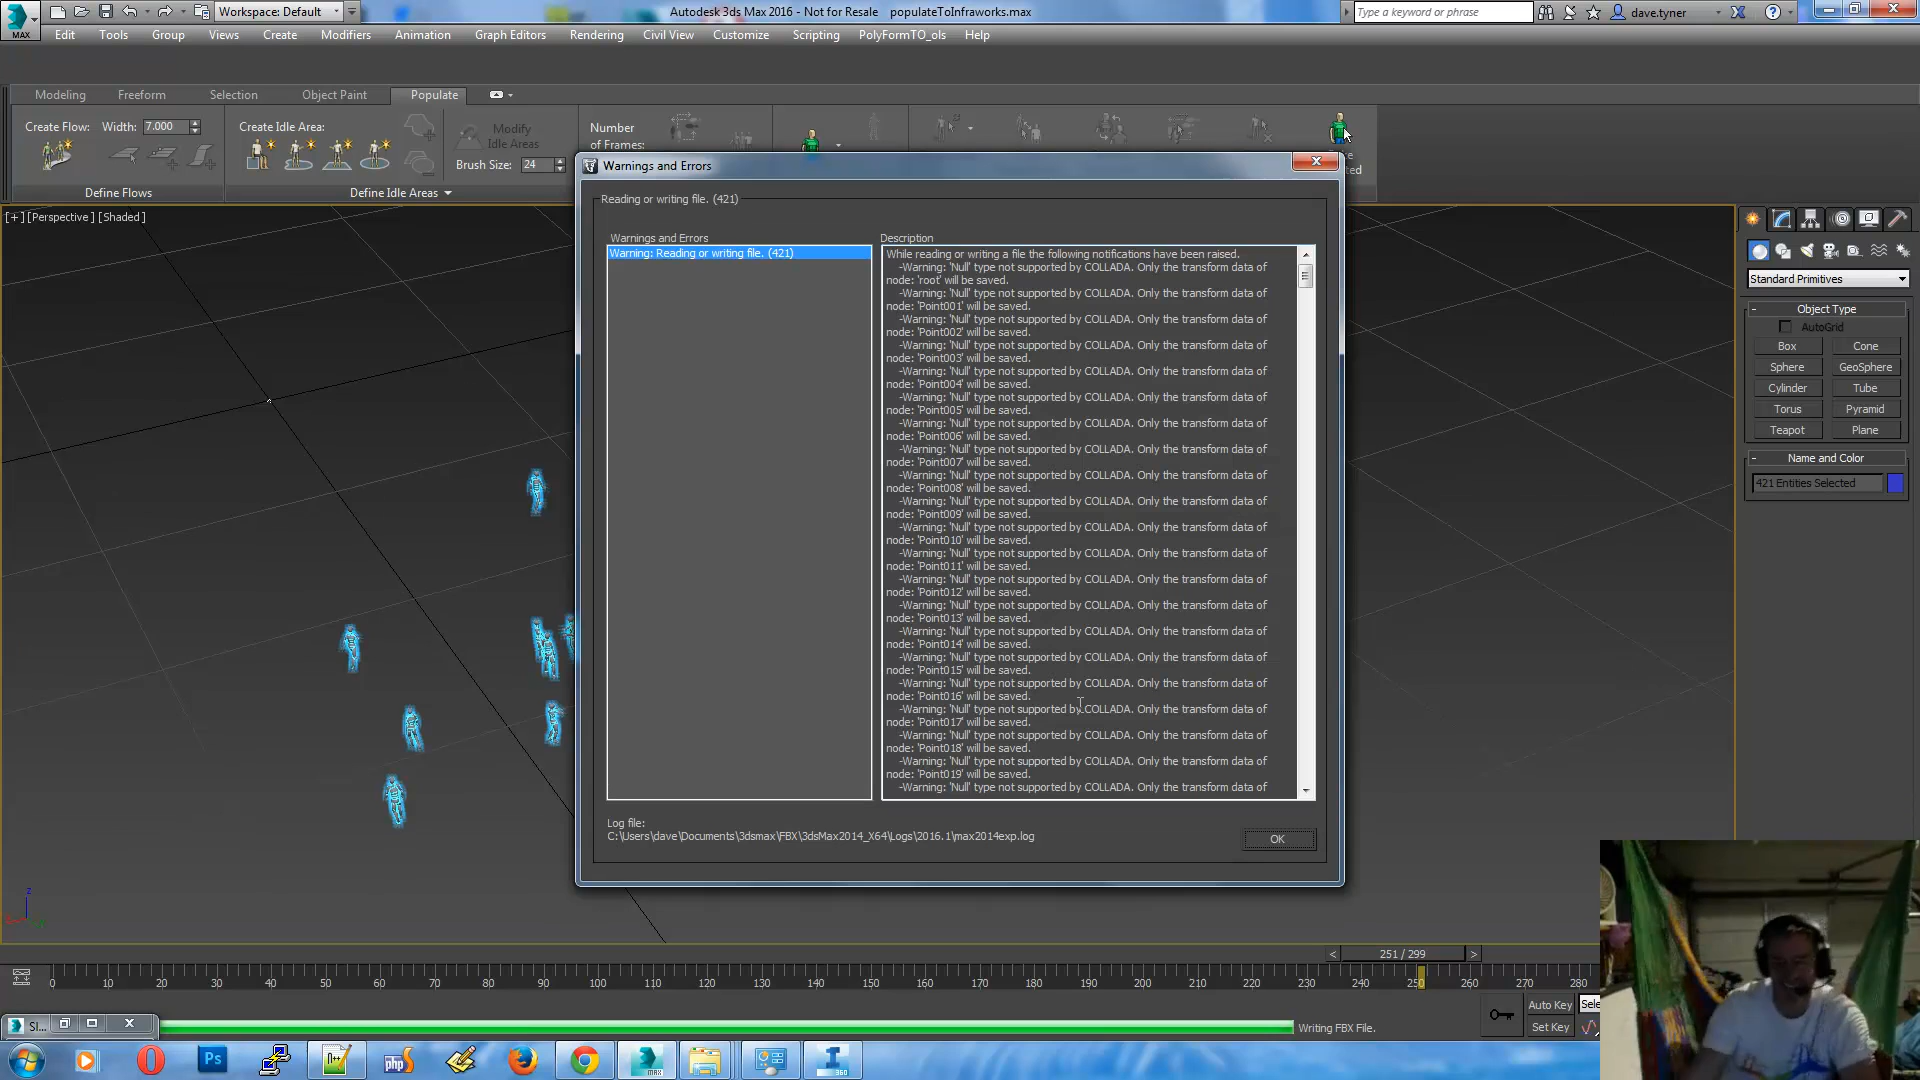 Workspace: Default
Autodesk 3ds Max 2016 - Not for Resale populateToInfraworks.max
Type a keyword or phrase
dave.tyner
MAX
Edit Tools Group Views Create Modifiers Animation Graph Editors Rendering Civil View Customize Scripting PolyFormTO_ols Help
Modeling Freeform Selection Object Paint Populate
Create Flow: Width: 7.000
Create Idle Area:
Modify
Idle Areas
Brush Size: 24
Number
of Frames:
Define Flows
Define Idle Areas
[+] [Perspective] [Shaded]
Warnings and Errors
Reading or writing file. (421)
Warnings and Errors
Warning: Reading or writing file. (421)
Description
While reading or writing a file the following notifications have been raised.
-Warning: 'Null' type not supported by COLLADA. Only the transform data of
node: 'root' will be saved.
-Warning: 'Null' type not supported by COLLADA. Only the transform data of
node: 'Point001' will be saved.
-Warning: 'Null' type not supported by COLLADA. Only the transform data of
node: 'Point002' will be saved.
-Warning: 'Null' type not supported by COLLADA. Only the transform data of
node: 'Point003' will be saved.
-Warning: 'Null' type not supported by COLLADA. Only the transform data of
node: 'Point004' will be saved.
-Warning: 'Null' type not supported by COLLADA. Only the transform data of
node: 'Point005' will be saved.
-Warning: 'Null' type not supported by COLLADA. Only the transform data of
node: 'Point006' will be saved.
-Warning: 'Null' type not supported by COLLADA. Only the transform data of
node: 'Point007' will be saved.
-Warning: 'Null' type not supported by COLLADA. Only the transform data of
node: 'Point008' will be saved.
-Warning: 'Null' type not supported by COLLADA. Only the transform data of
node: 'Point009' will be saved.
-Warning: 'Null' type not supported by COLLADA. Only the transform data of
node: 'Point010' will be saved.
-Warning: 'Null' type not supported by COLLADA. Only the transform data of
node: 'Point011' will be saved.
-Warning: 'Null' type not supported by COLLADA. Only the transform data of
node: 'Point012' will be saved.
-Warning: 'Null' type not supported by COLLADA. Only the transform data of
node: 'Point013' will be saved.
-Warning: 'Null' type not supported by COLLADA. Only the transform data of
node: 'Point014' will be saved.
-Warning: 'Null' type not supported by COLLADA. Only the transform data of
node: 'Point015' will be saved.
-Warning: 'Null' type not supported by COLLADA. Only the transform data of
node: 'Point016' will be saved.
-Warning: 'Null' type not supported by COLLADA. Only the transform data of
node: 'Point017' will be saved.
-Warning: 'Null' type not supported by COLLADA. Only the transform data of
node: 'Point018' will be saved.
-Warning: 'Null' type not supported by COLLADA. Only the transform data of
node: 'Point019' will be saved.
-Warning: 'Null' type not supported by COLLADA. Only the transform data of
Log file:
C:\Users\dave\Documents\3dsmax\FBX\3dsMax2014_X64\Logs\2016.1\max2014exp.log
OK
Standard Primitives
Object Type
AutoGrid
Box Cone
Sphere GeoSphere
Cylinder Tube
Torus Pyramid
Teapot Plane
Name and Color
421 Entities Selected
z
< 251 / 299 >
0 10 20 30 40 50 60 70 80 90 100 110 120 130 140 150 160 170 180 190 200 210 220 230 240 250 260 270 280
Auto Key Sele
Set Key
Writing FBX File.
Sl...
Ps
php
MAX
360